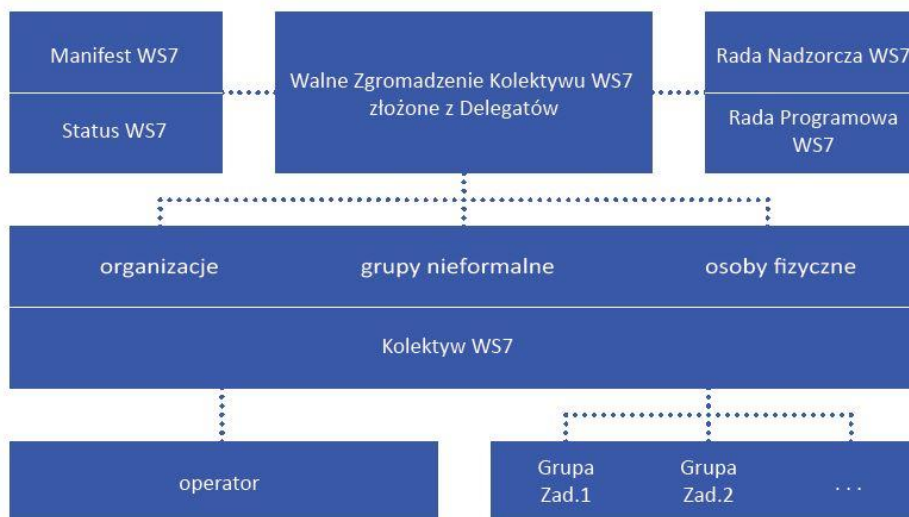 Manifest WS7
Status WS7
Walne Zgromadzenie Kolektywu WS7
złożone z Delegatów
Rada Nadzorcza WS7
Rada Programowa
WS7
organizacje
grupy nieformalne
osoby fizyczne
Kolektyw WS7
operator
Grupa
Zad.1
Grupa
Zad.2
. . .